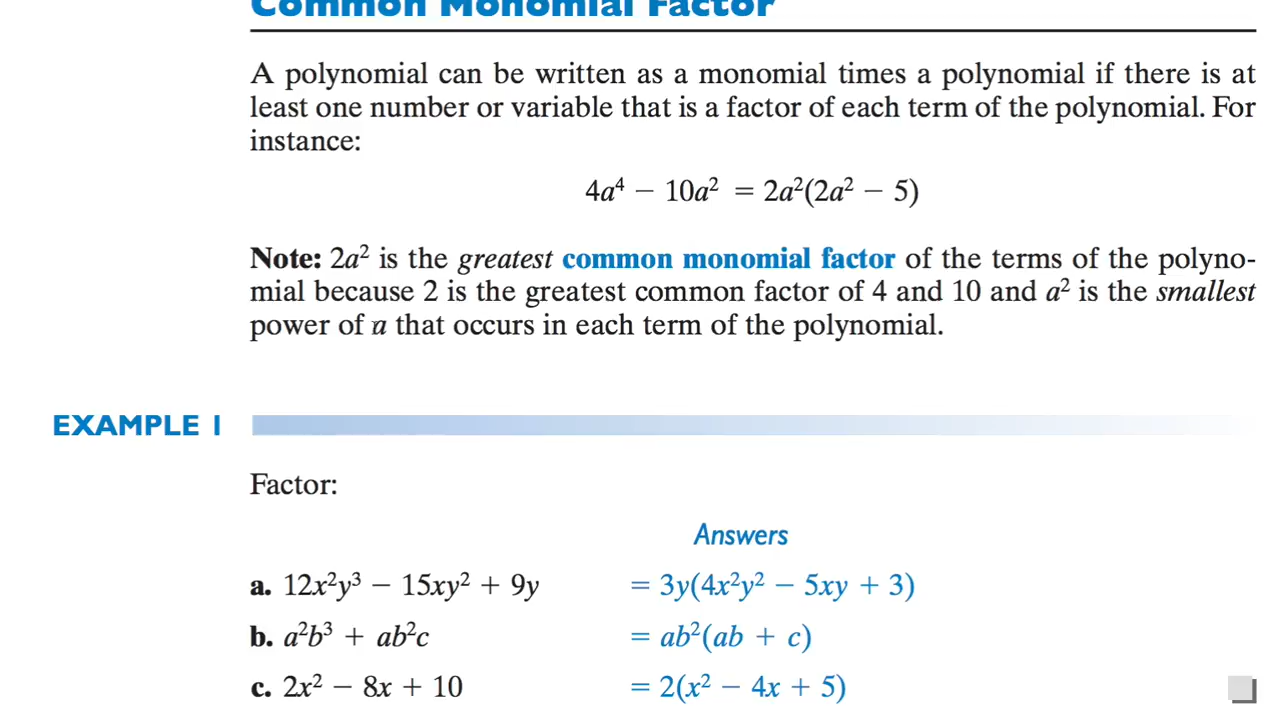 Common Monomial Factor
A polynomial can be written as a monomial times a polynomial if there is at
least one number or variable that is a factor of each term of the polynomial. For
instance:
4a⁴ − 10a² = 2a²(2a² − 5)
Note: 2a² is the greatest common monomial factor of the terms of the polyno-
mial because 2 is the greatest common factor of 4 and 10 and a² is the smallest
power of a that occurs in each term of the polynomial.
EXAMPLE 1
Factor:
Answers
a. 12x²y³ − 15xy² + 9y = 3y(4x²y² − 5xy + 3)
b. a²b³ + ab²c = ab²(ab + c)
c. 2x² − 8x + 10 = 2(x² − 4x + 5)